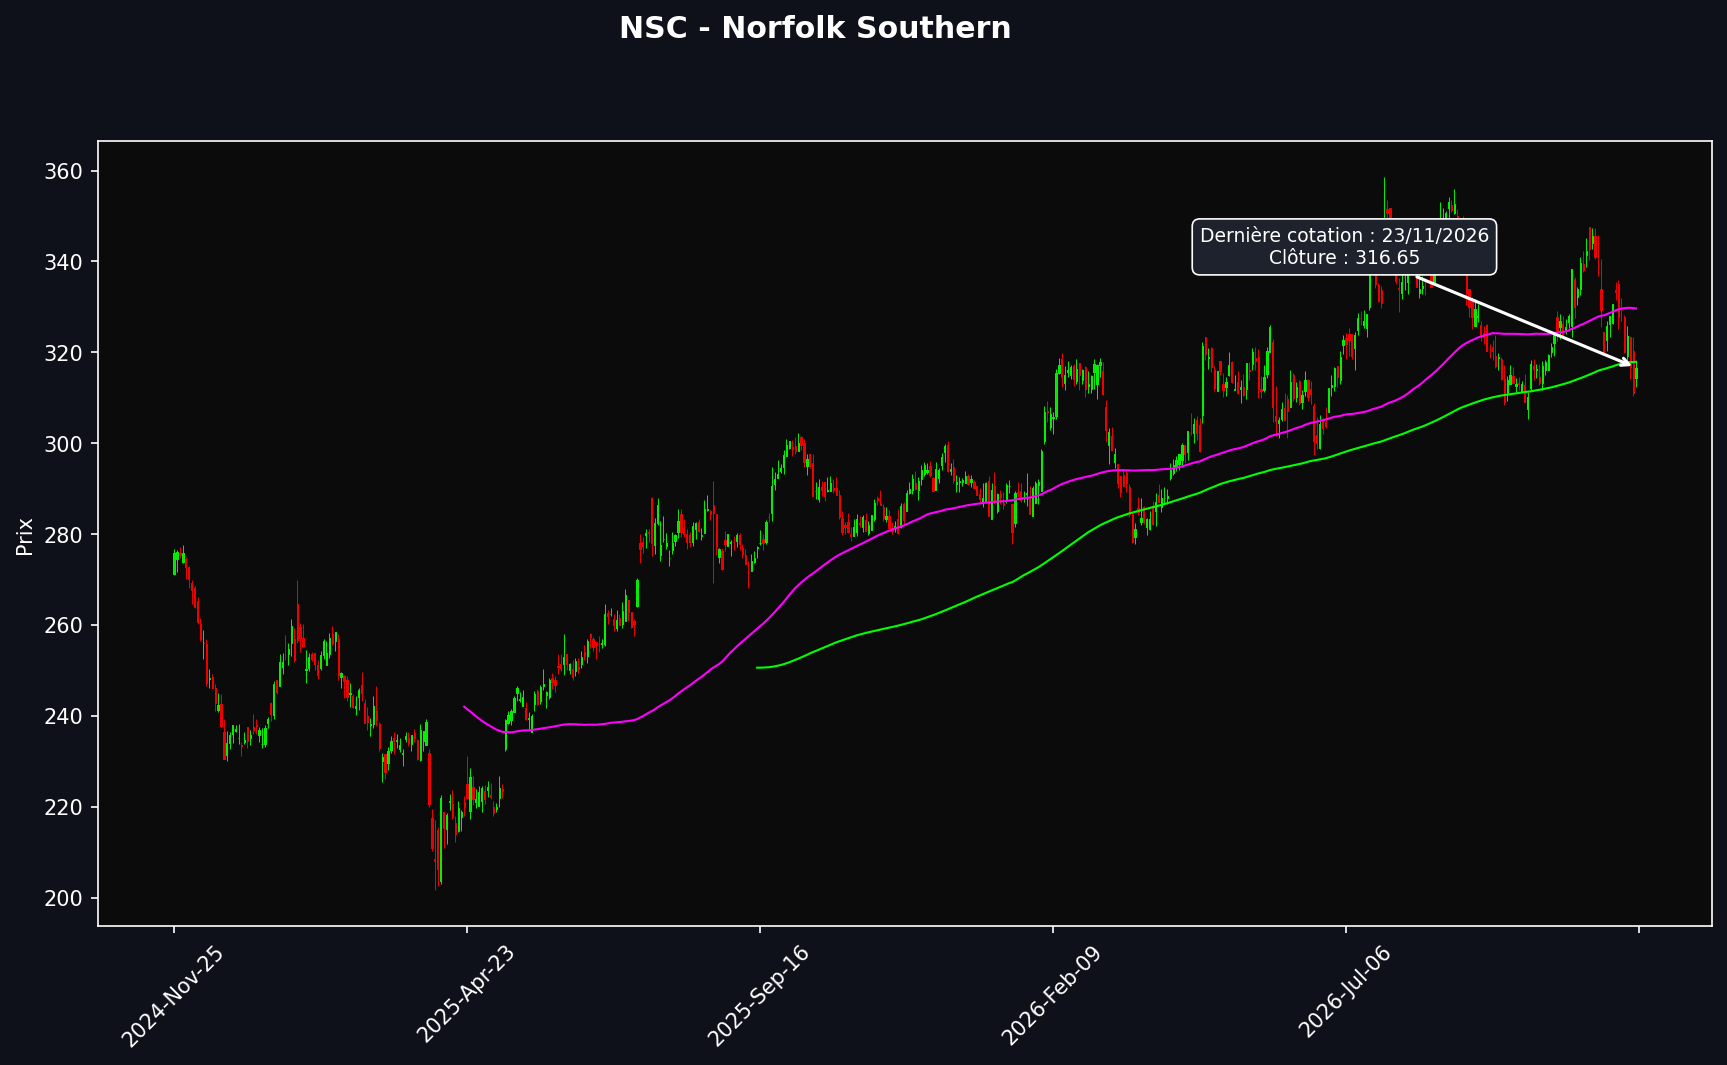 NSC - Norfolk Southern
Prix
360
340
320
300
280
260
240
220
200
Dernière cotation : 23/11/2026
Clôture : 316.65
2024-Nov-25
2025-Apr-23
2025-Sep-16
2026-Feb-09
2026-Jul-06